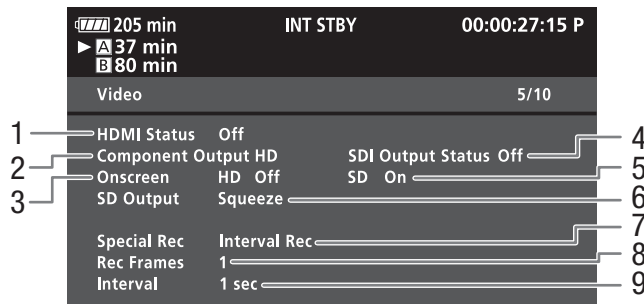 205 min INT STBY 00:00:27:15 P
A 37 min
B 80 min
Video 5/10
1 HDMI Status Off
2 Component Output HD SDI Output Status Off 4
3 Onscreen HD Off SD On 5
SD Output Squeeze 6
Special Rec Interval Rec 7
Rec Frames 1 8
Interval 1 sec 9